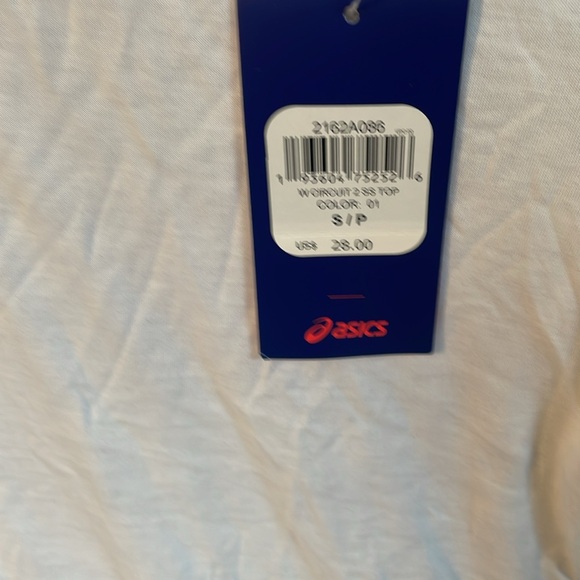 2162A086
1 93604 75252 6
W CIRCUIT 2 SS TOP
COLOR: 01
S / P
US$ 28.00
asics